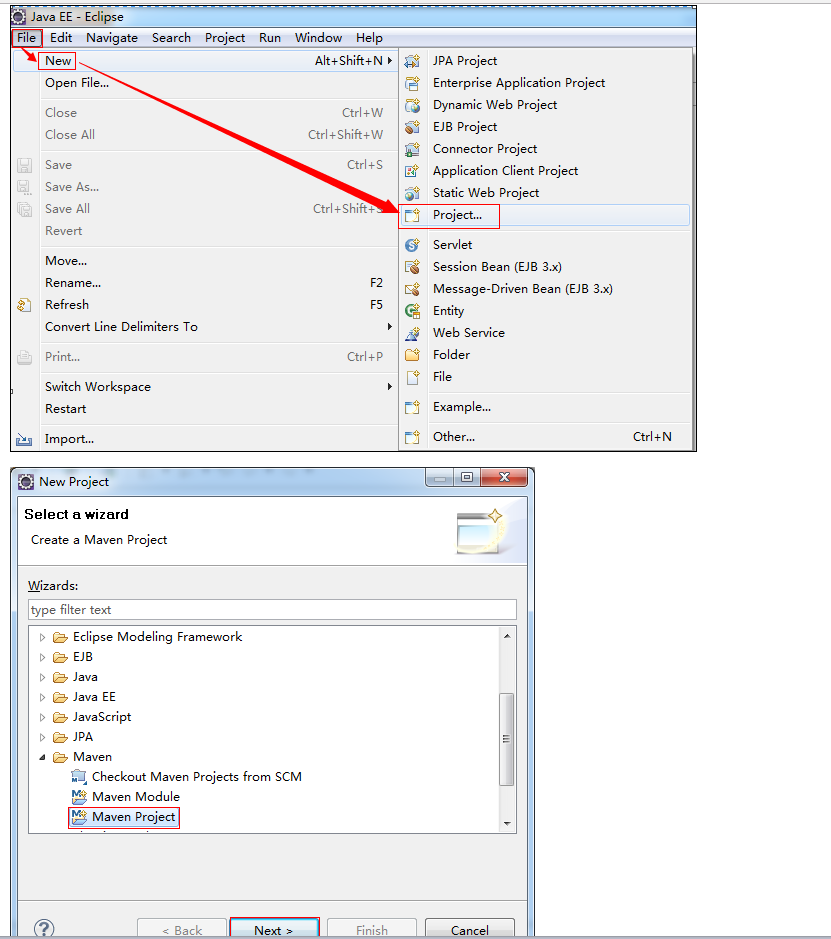 Java EE - Eclipse
File Edit Navigate Search Project Run Window Help
New Alt+Shift+N
Open File...
Close Ctrl+W
Close All Ctrl+Shift+W
Save Ctrl+S
Save As...
Save All Ctrl+Shift+S
Revert
Move...
Rename... F2
Refresh F5
Convert Line Delimiters To
Print... Ctrl+P
Switch Workspace
Restart
Import...
JPA Project
Enterprise Application Project
Dynamic Web Project
EJB Project
Connector Project
Application Client Project
Static Web Project
Project...
Servlet
Session Bean (EJB 3.x)
Message-Driven Bean (EJB 3.x)
Entity
Web Service
Folder
File
Example...
Other... Ctrl+N
New Project
Select a wizard
Create a Maven Project
Wizards:
type filter text
Eclipse Modeling Framework
EJB
Java
Java EE
JavaScript
JPA
Maven
Checkout Maven Projects from SCM
Maven Module
Maven Project
< Back Next > Finish Cancel